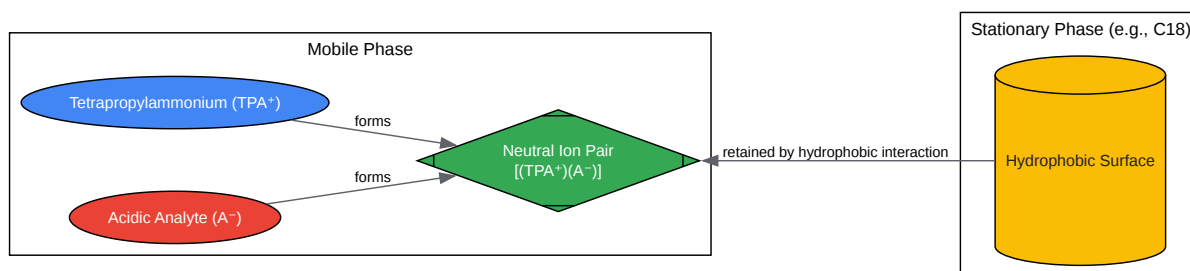 Mobile Phase
Tetrapropylammonium (TPA⁺)
forms
Acidic Analyte (A⁻)
forms
Neutral Ion Pair
[(TPA⁺)(A⁻)]
retained by hydrophobic interaction
Stationary Phase (e.g., C18)
Hydrophobic Surface